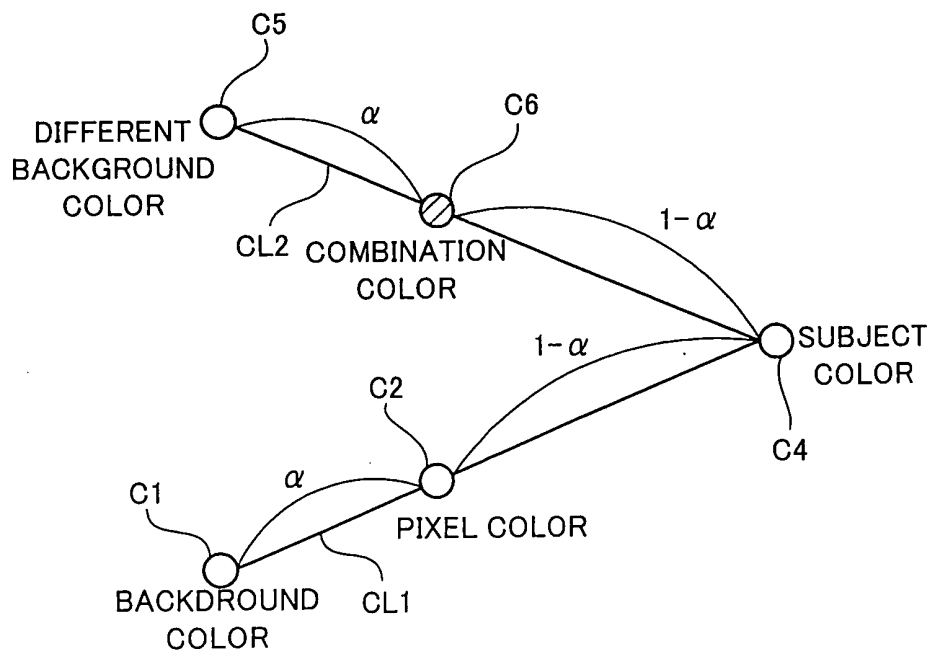 C5
α
C6
DIFFERENT
BACKGROUND
COLOR
CL2
COMBINATION
COLOR
1-α
1-α
SUBJECT
COLOR
C2
C4
C1
α
PIXEL COLOR
CL1
BACKDROUND
COLOR